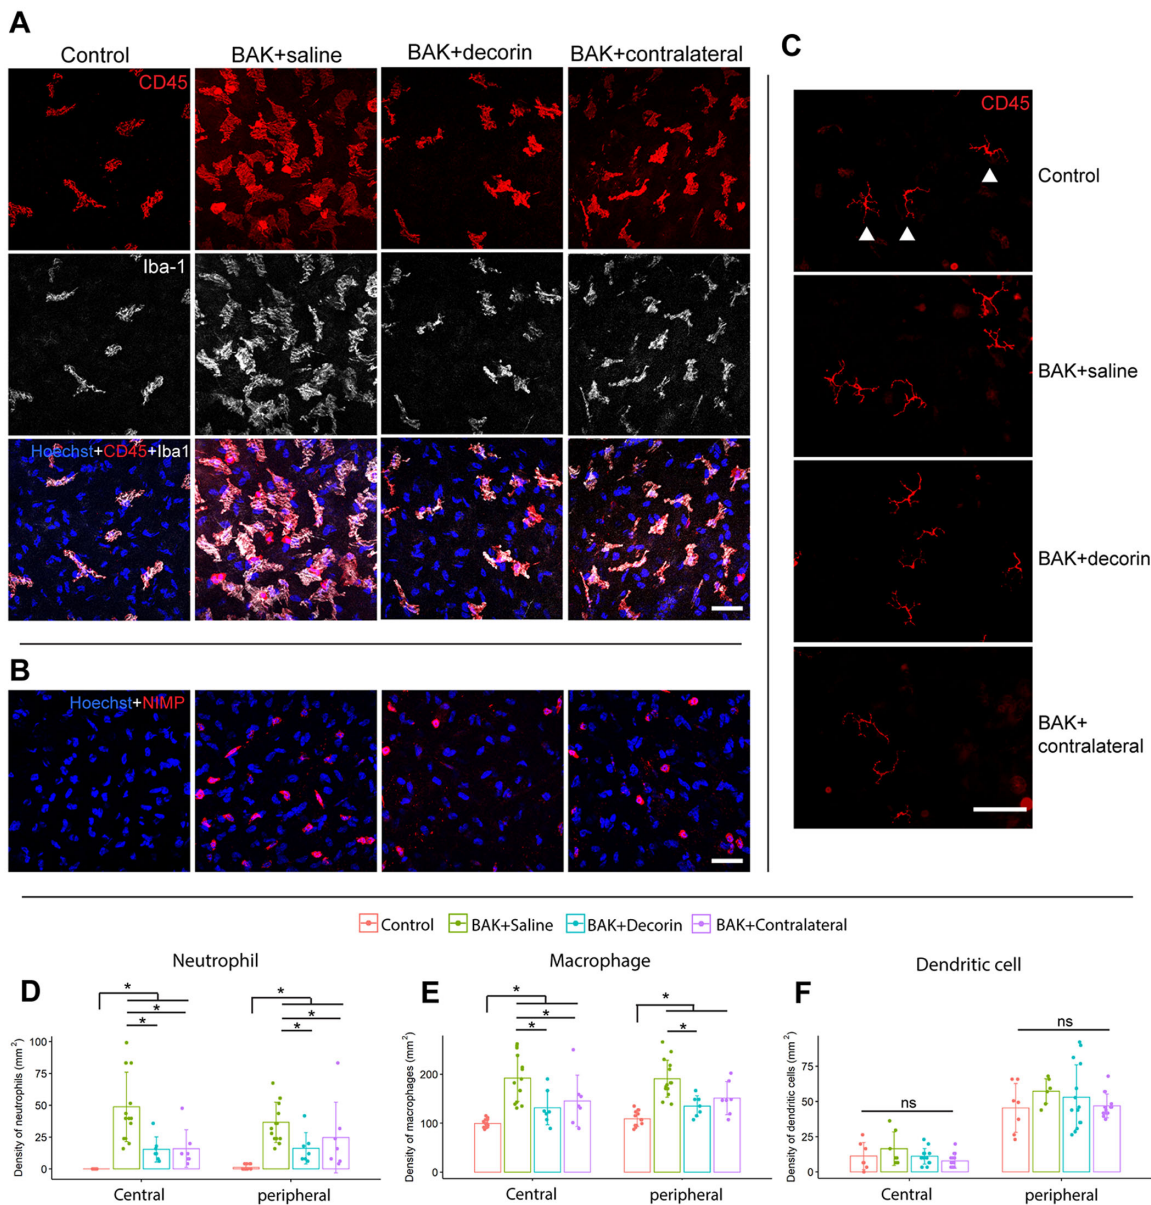 A
Control
BAK+saline
BAK+decorin
BAK+contralateral
CD45
Iba-1
Hoechst+CD45+Iba1
B
Hoechst+NIMP
C
CD45
Control
BAK+saline
BAK+decorin
BAK+
contralateral
Control
BAK+Saline
BAK+Decorin
BAK+Contralateral
D
Neutrophil
* * * * * *
Density of neutrophils (mm²)
100
75
50
25
0
Central
peripheral
E
Macrophage
* * * * *
Density of macrophages (mm²)
200
100
0
Central
peripheral
F
Dendritic cell
ns
ns
Density of dendritic cells (mm²)
75
50
25
0
Central
peripheral